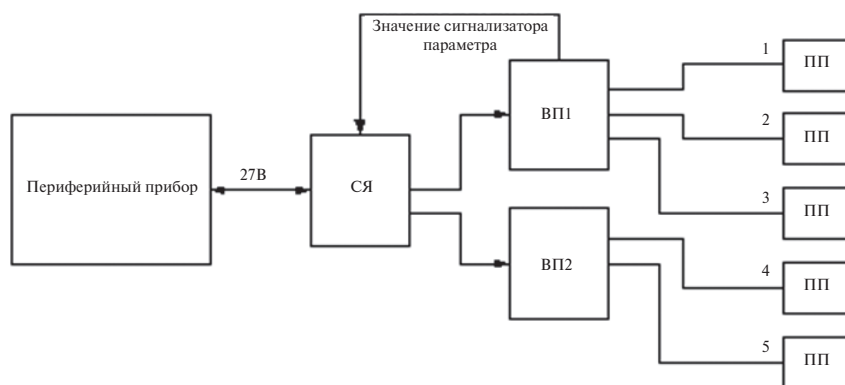 Значение сигнализатора
параметра
1
ПП
ВП1
2
ПП
Периферийный прибор
27В
СЯ
3
ПП
ВП2
4
ПП
5
ПП